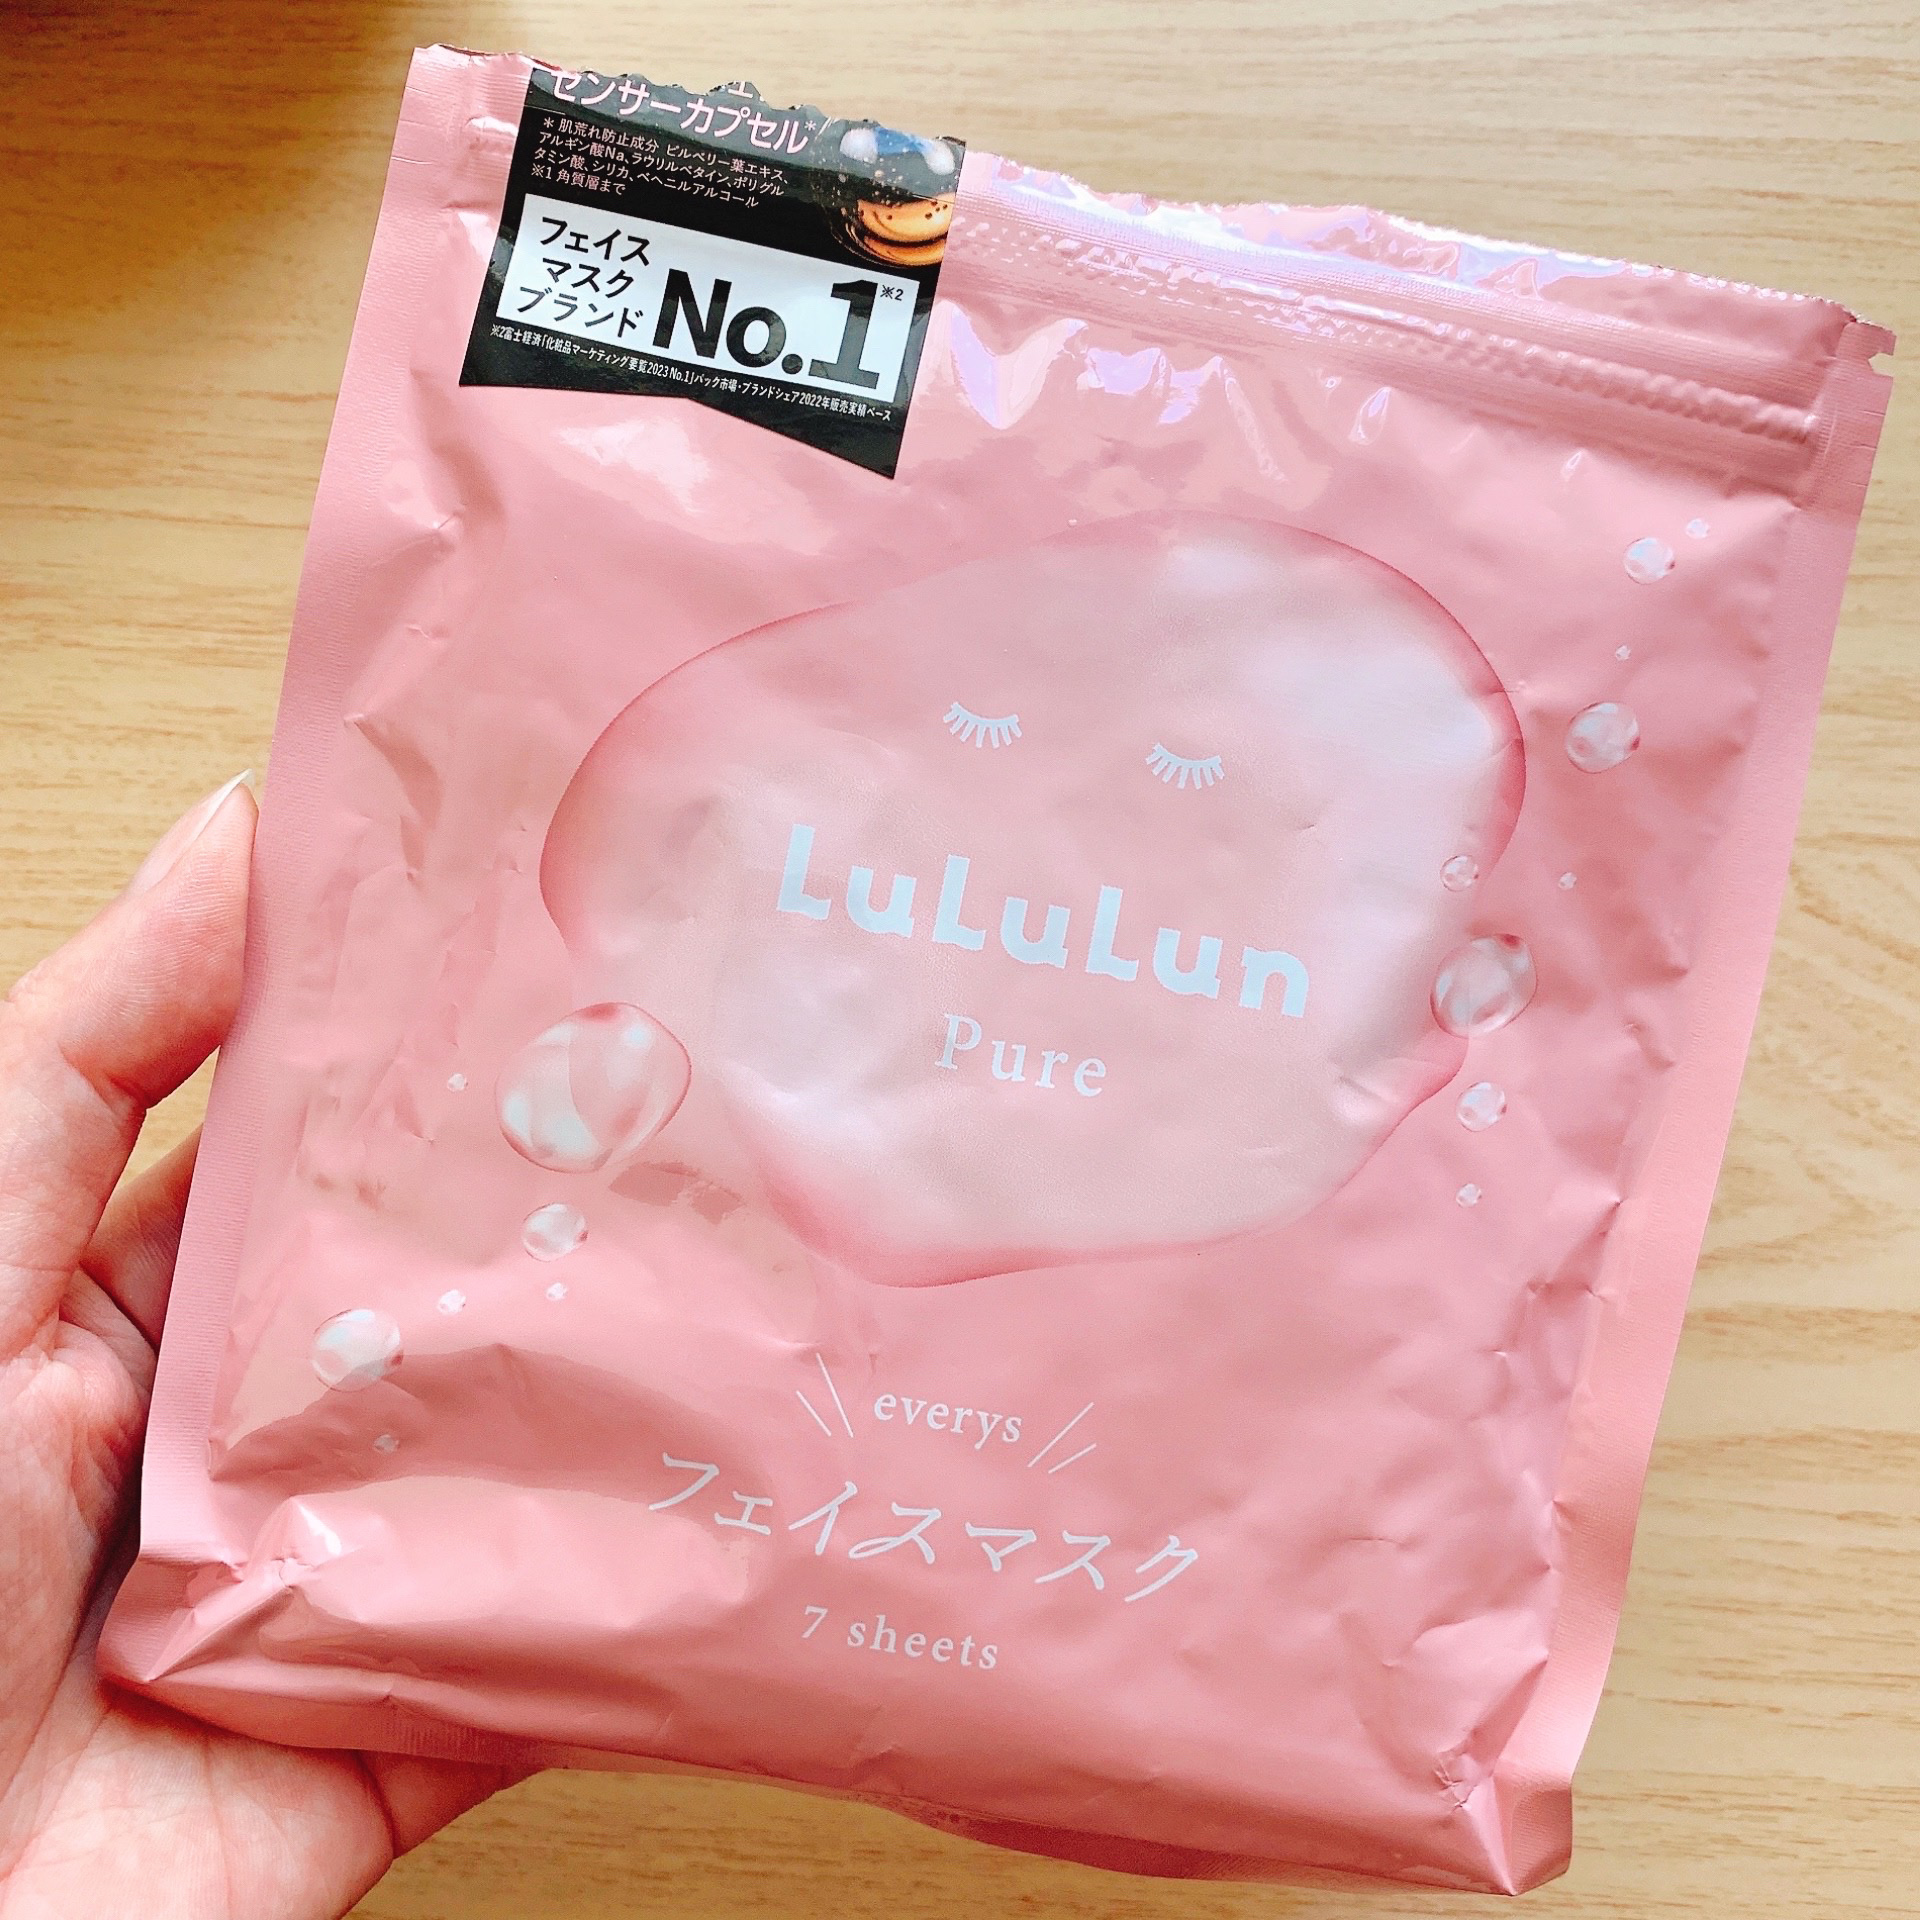 センサーカプセル*
＊肌荒れ防止成分 ビルベリー葉エキス、
アルギン酸Na、ラウリルベタイン、ポリグル
タミン酸、シリカ、ベヘニルアルコール
※1 角質層まで
フェイス
マスク
ブランド
No.1※2
※2富士経済「化粧品マーケティング要覧2023 No.1」パック市場・ブランドシェア2022年販売実績ベース
LuLuLun
Pure
everys
フェイスマスク
7 sheets